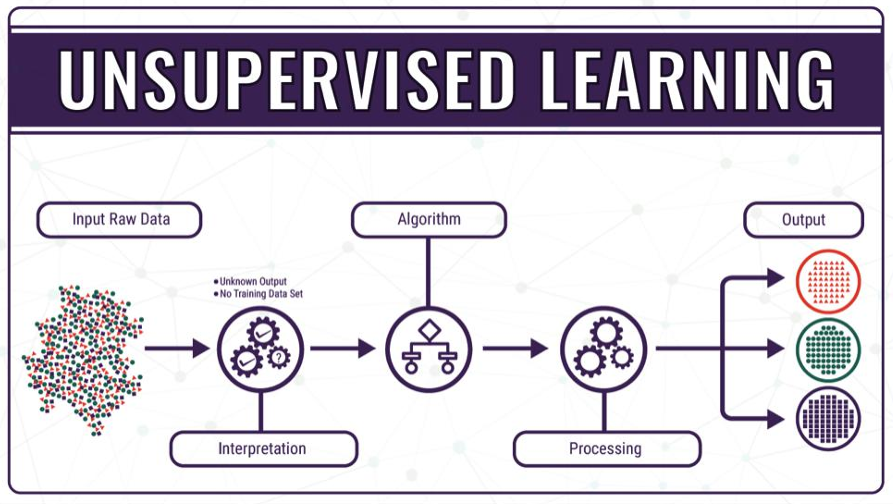 UNSUPERVISED LEARNING
Input Raw Data
Algorithm
Output
●Unknown Output
●No Training Data Set
?
Interpretation
Processing